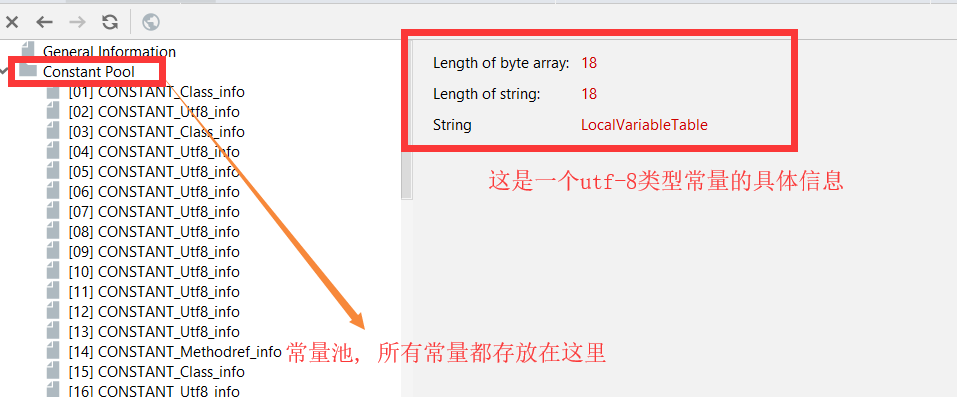 General Information
Constant Pool
[01] CONSTANT_Class_info
[02] CONSTANT_Utf8_info
[03] CONSTANT_Class_info
[04] CONSTANT_Utf8_info
[05] CONSTANT_Utf8_info
[06] CONSTANT_Utf8_info
[07] CONSTANT_Utf8_info
[08] CONSTANT_Utf8_info
[09] CONSTANT_Utf8_info
[10] CONSTANT_Utf8_info
[11] CONSTANT_Utf8_info
[12] CONSTANT_Utf8_info
[13] CONSTANT_Utf8_info
[14] CONSTANT_Methodref_info
[15] CONSTANT_Class_info
[16] CONSTANT_Utf8_info
常量池，所有常量都存放在这里
Length of byte array: 18
Length of string: 18
String LocalVariableTable
这是一个utf-8类型常量的具体信息